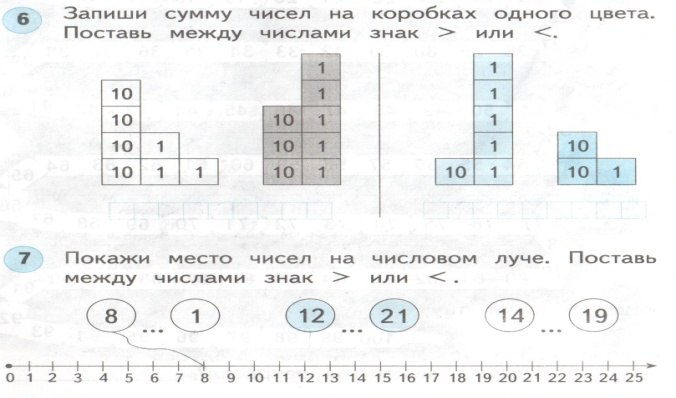 6 Запиши сумму чисел на коробках одного цвета.
Поставь между числами знак > или <.
1 1
10 1 1
10 10 1 1
10 1 10 1 1
10 1 1 10 1 10 1 10 1
7 Покажи место чисел на числовом луче. Поставь
между числами знак > или <.
8 ... 1 12 ... 21 14 ... 19
0 1 2 3 4 5 6 7 8 9 10 11 12 13 14 15 16 17 18 19 20 21 22 23 24 25